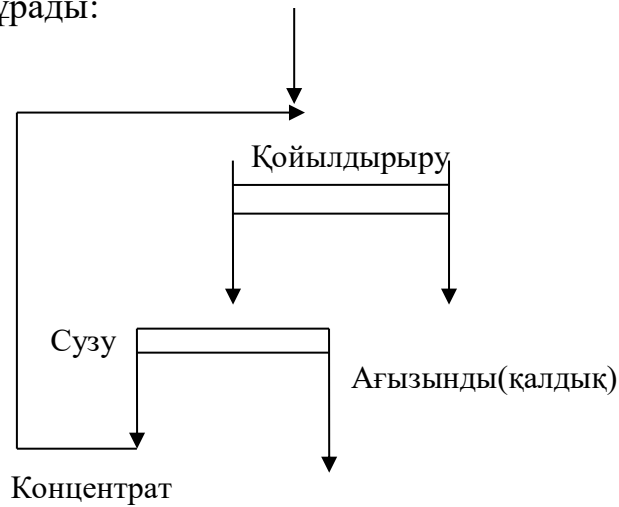 ұрады:
Қойылдырыру
Сузу
Ағызынды(қалдық)
Концентрат